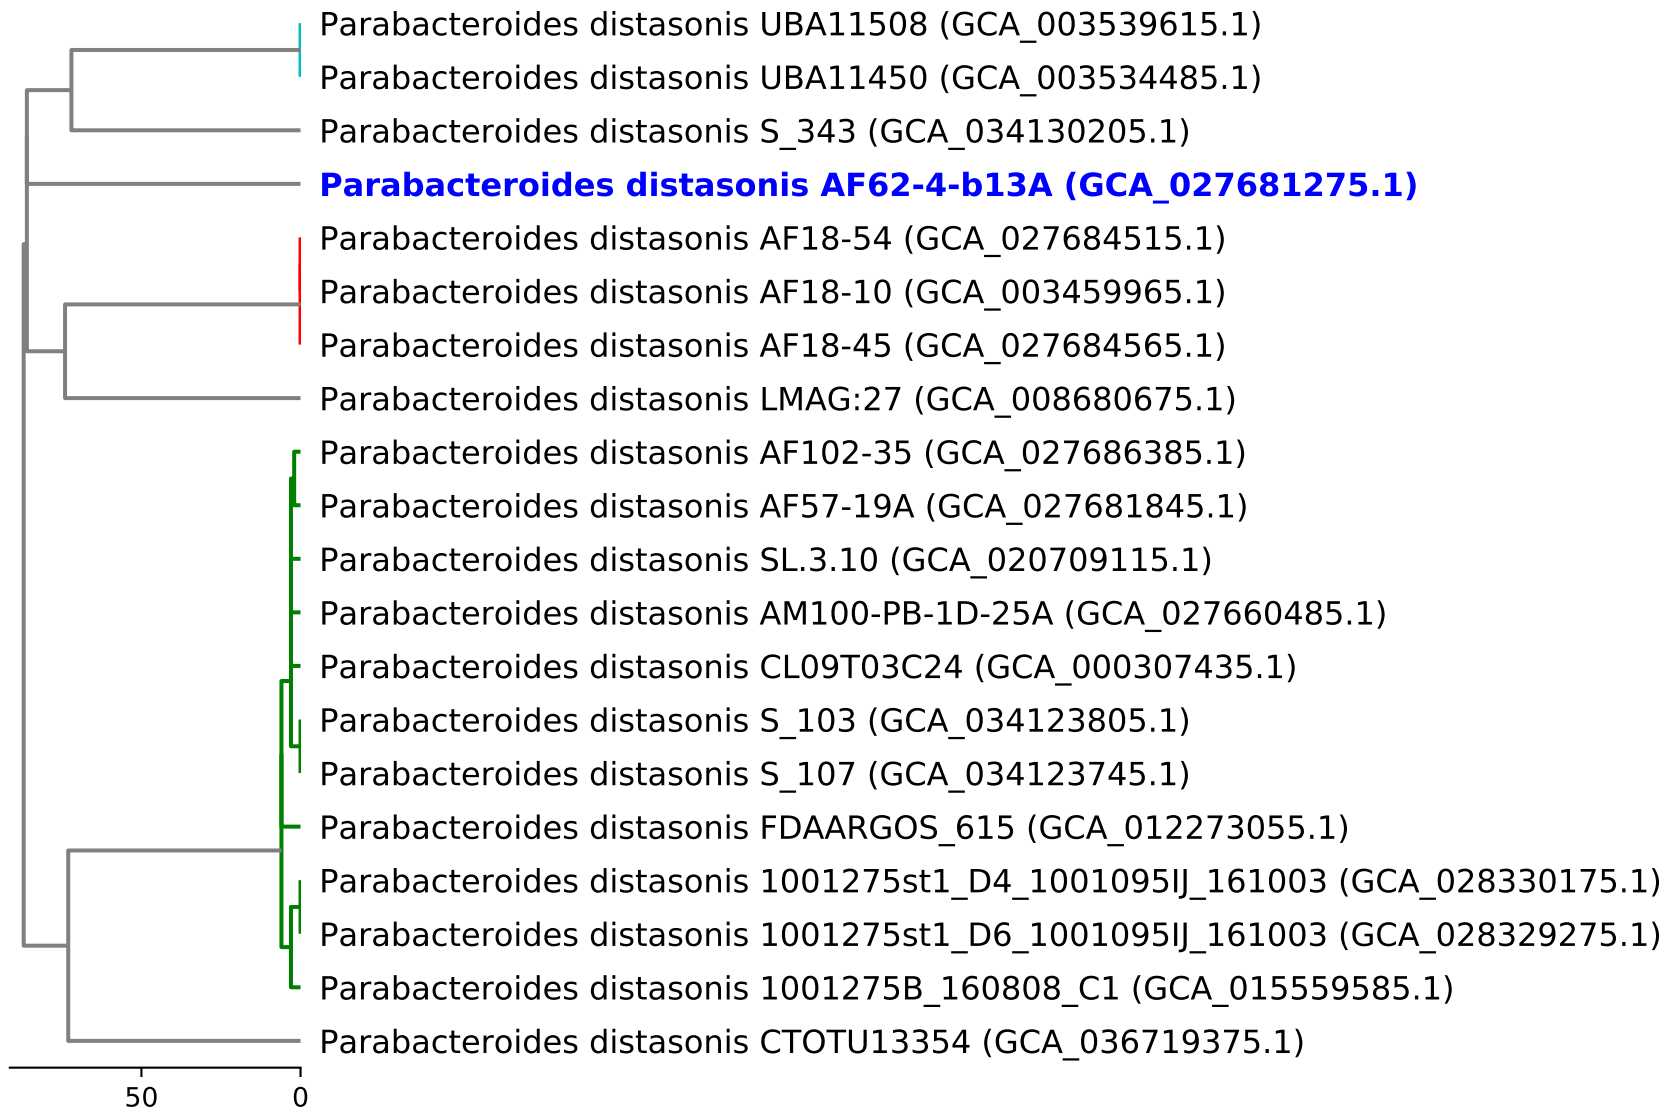 Parabacteroides distasonis UBA11508 (GCA_003539615.1)
Parabacteroides distasonis UBA11450 (GCA_003534485.1)
Parabacteroides distasonis S_343 (GCA_034130205.1)
Parabacteroides distasonis AF62-4-b13A (GCA_027681275.1)
Parabacteroides distasonis AF18-54 (GCA_027684515.1)
Parabacteroides distasonis AF18-10 (GCA_003459965.1)
Parabacteroides distasonis AF18-45 (GCA_027684565.1)
Parabacteroides distasonis LMAG:27 (GCA_008680675.1)
Parabacteroides distasonis AF102-35 (GCA_027686385.1)
Parabacteroides distasonis AF57-19A (GCA_027681845.1)
Parabacteroides distasonis SL.3.10 (GCA_020709115.1)
Parabacteroides distasonis AM100-PB-1D-25A (GCA_027660485.1)
Parabacteroides distasonis CL09T03C24 (GCA_000307435.1)
Parabacteroides distasonis S_103 (GCA_034123805.1)
Parabacteroides distasonis S_107 (GCA_034123745.1)
Parabacteroides distasonis FDAARGOS_615 (GCA_012273055.1)
Parabacteroides distasonis 1001275st1_D4_1001095IJ_161003 (GCA_028330175.1)
Parabacteroides distasonis 1001275st1_D6_1001095IJ_161003 (GCA_028329275.1)
Parabacteroides distasonis 1001275B_160808_C1 (GCA_015559585.1)
Parabacteroides distasonis CTOTU13354 (GCA_036719375.1)
50 0